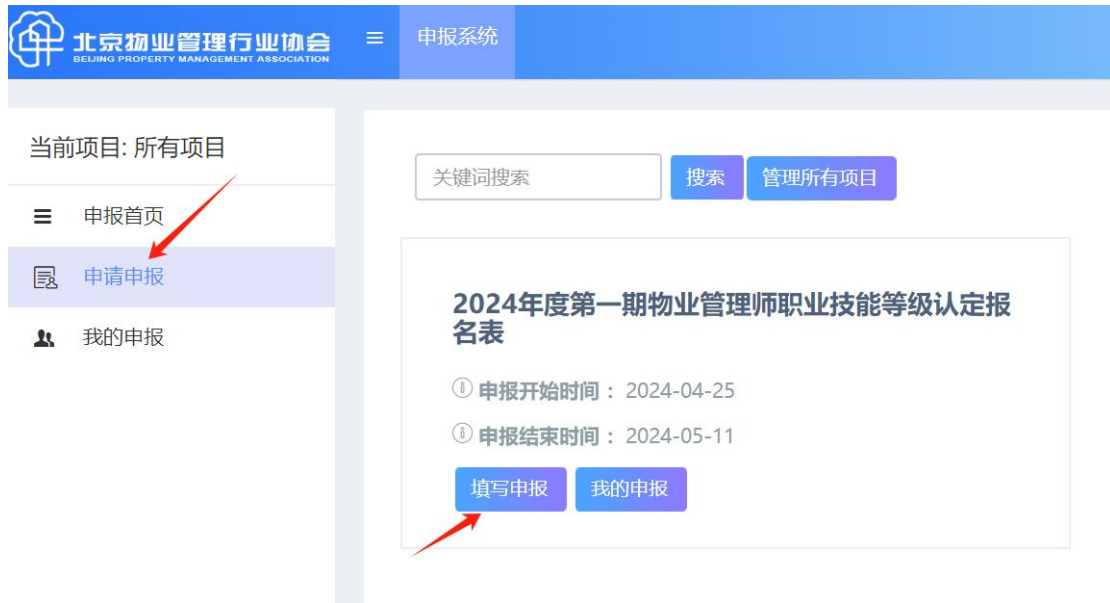 北京物业管理行业协会
BEIJING PROPERTY MANAGEMENT ASSOCIATION
申报系统
当前项目: 所有项目
申报首页
申请申报
我的申报
关键词搜索
搜索
管理所有项目
2024年度第一期物业管理师职业技能等级认定报
名表
申报开始时间： 2024-04-25
申报结束时间： 2024-05-11
填写申报
我的申报